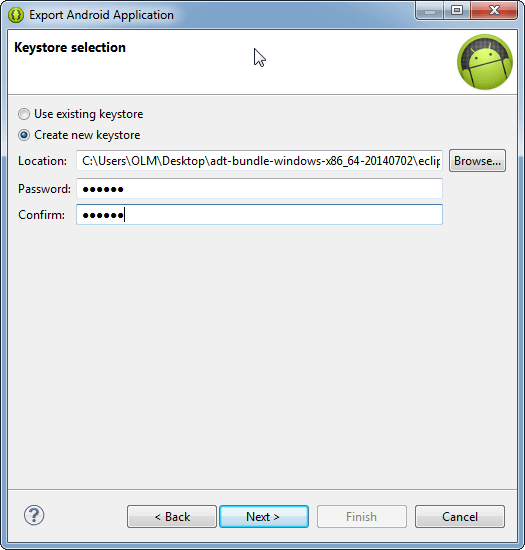 Export Android Application
Keystore selection
Use existing keystore
Create new keystore
Location: C:\Users\OLM\Desktop\adt-bundle-windows-x86_64-20140702\eclip Browse...
Password: ●●●●●●
Confirm: ●●●●●●
? < Back Next > Finish Cancel